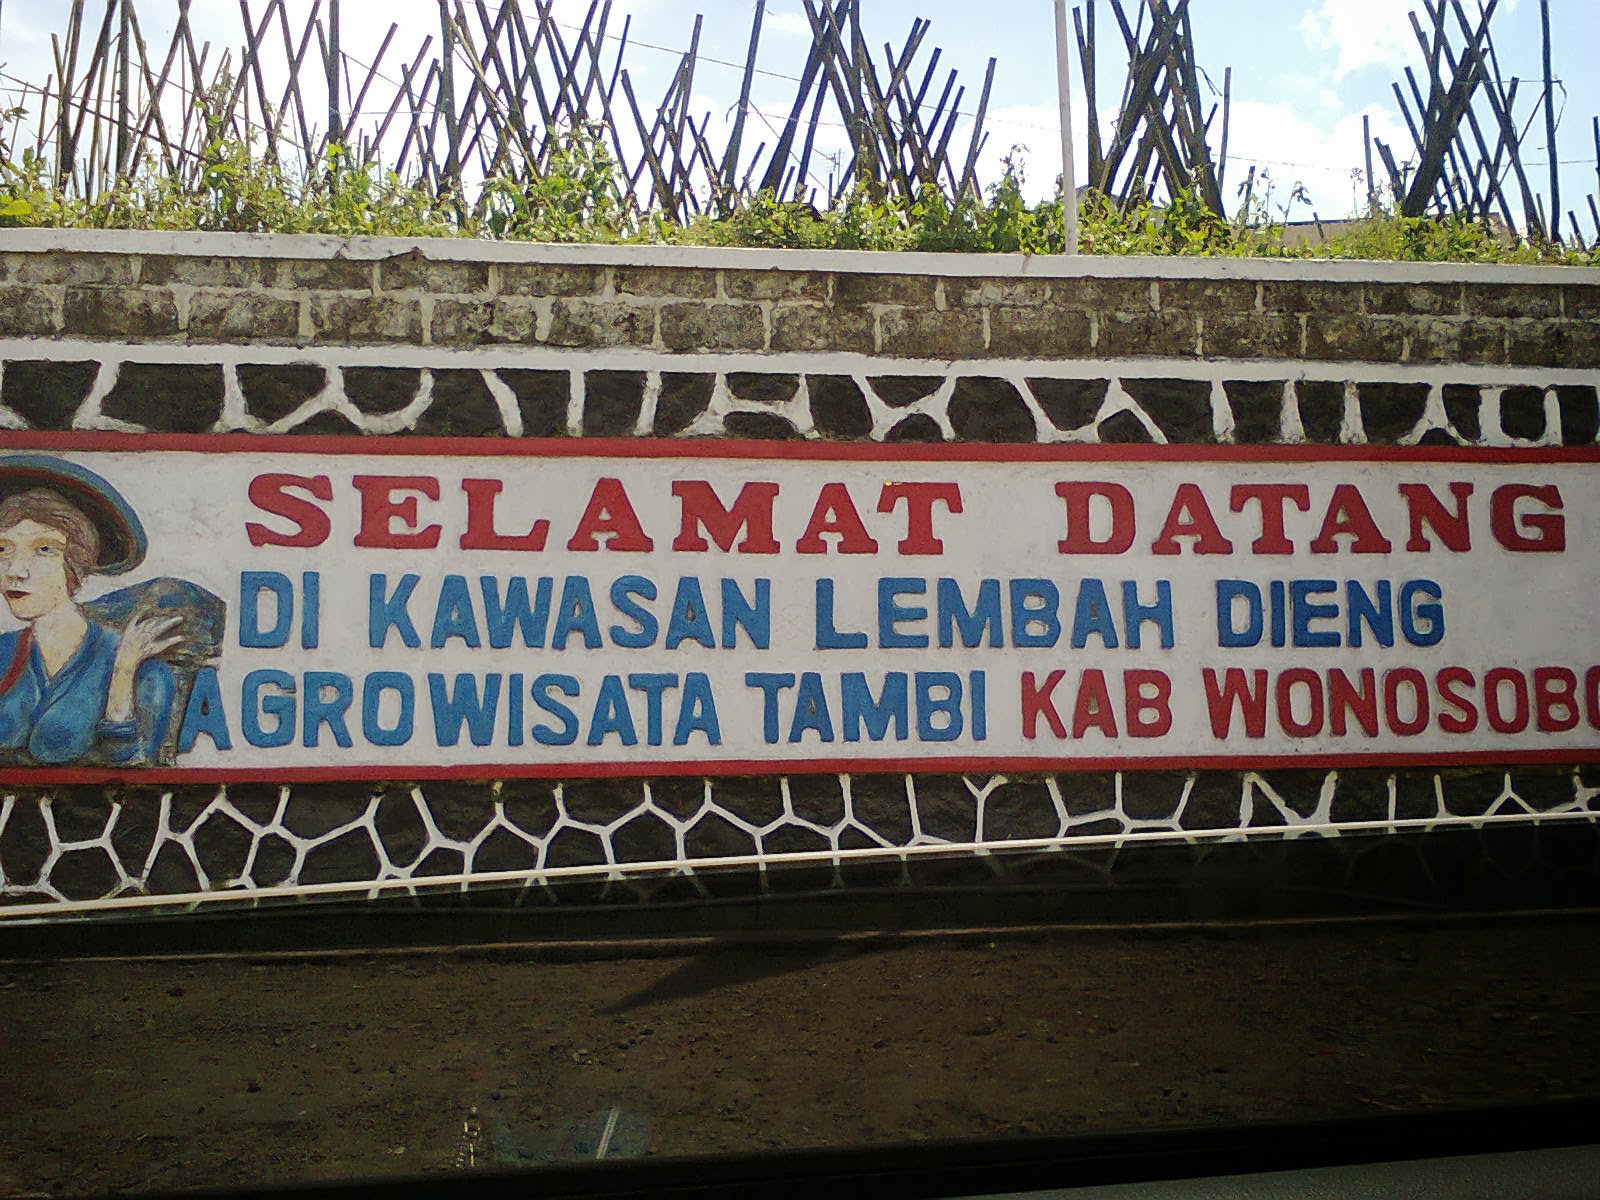 SELAMAT DATANG
DI KAWASAN LEMBAH DIENG
AGROWISATA TAMBI KAB WONOSOBO